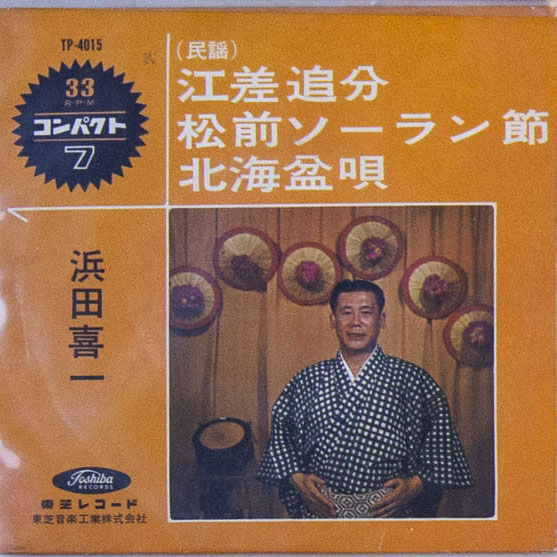 TP-4015
33
R·P·M
コンパクト
7
(民謡)
江差追分
松前ソーラン節
北海盆唄
浜田喜一
Toshiba
RECORDS
東芝レコード
東芝音楽工業株式会社